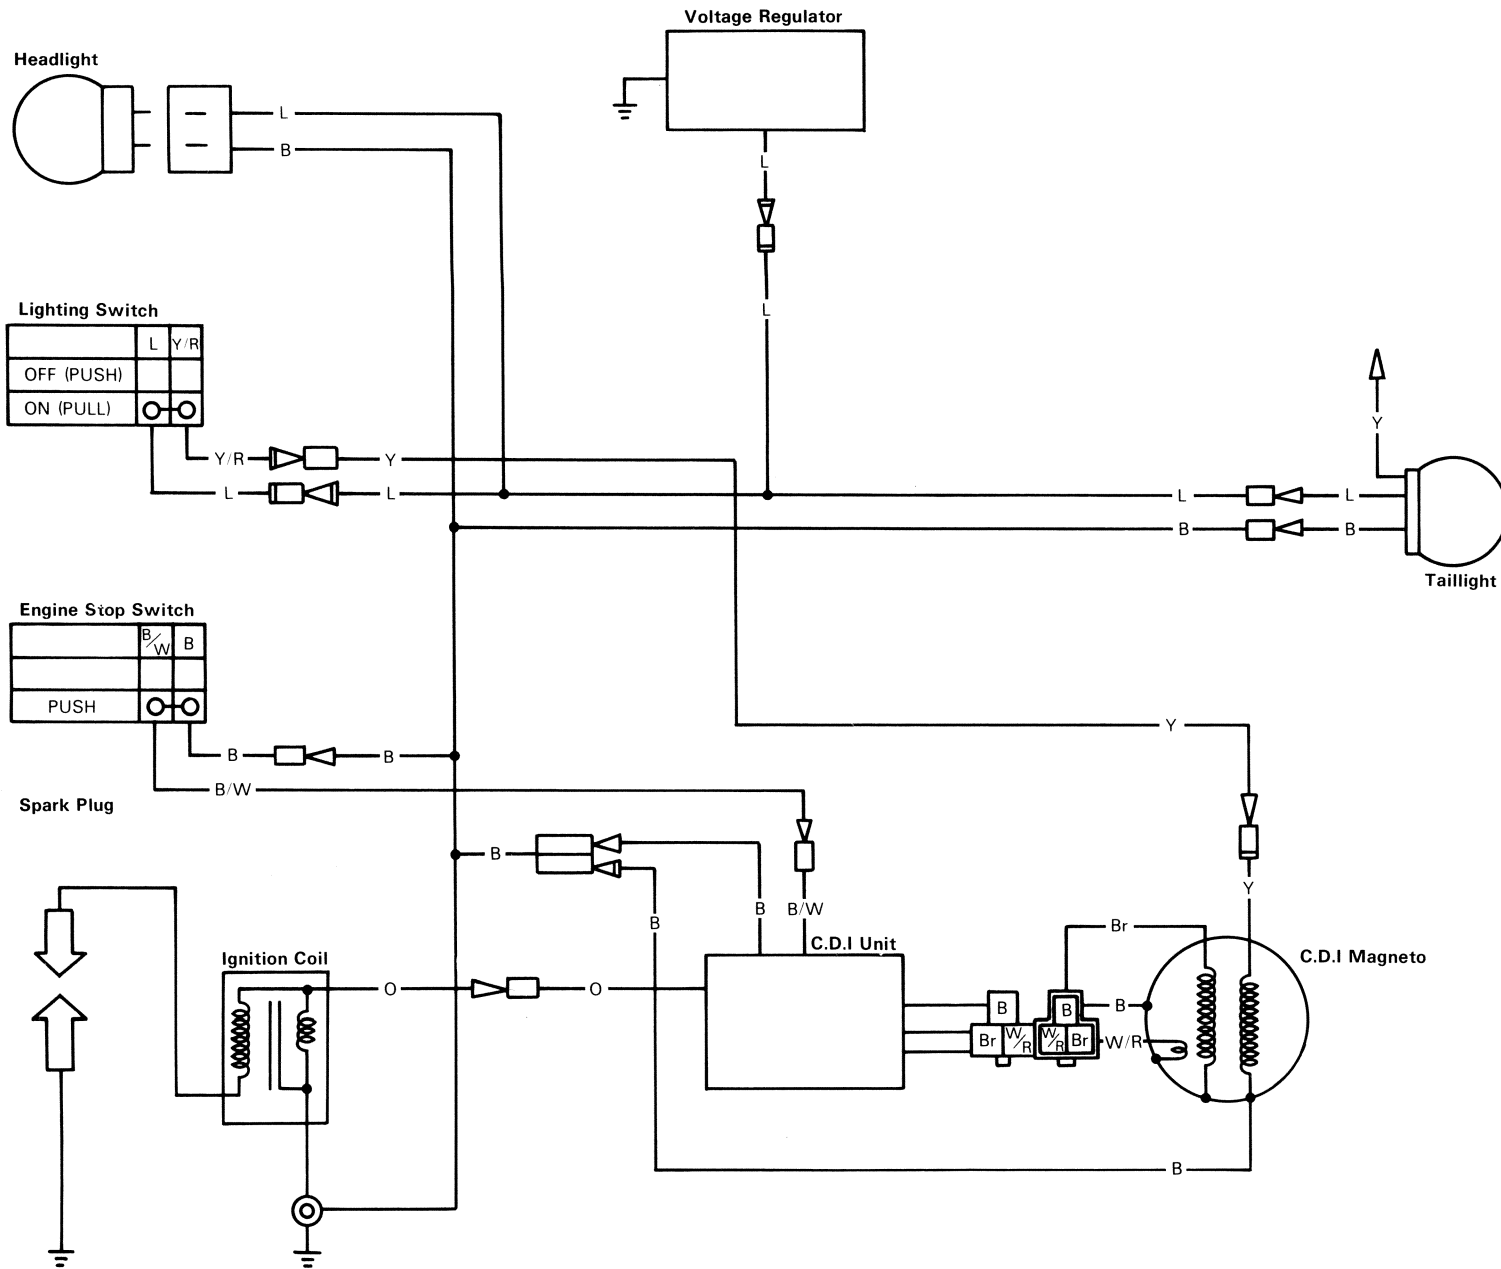 Voltage Regulator
Headlight
L
B
L
L
Lighting Switch
L Y/R
OFF (PUSH)
ON (PULL)
Y/R Y
L L L L
Y
B B
Taillight
Engine Stop Switch
B/W B
PUSH
Y
B B
B/W
Spark Plug
B
Y
B B/W
B
Br
C.D.I Unit
Ignition Coil
C.D.I Magneto
O O
B B B
Br W/R W/R Br W/R
B